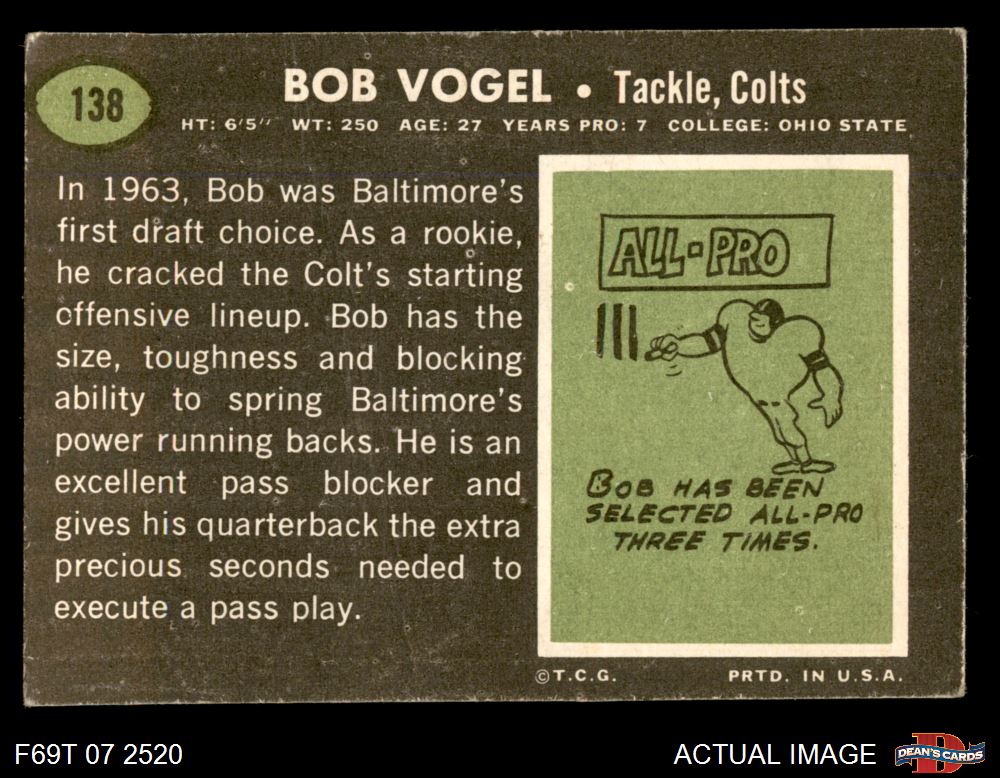 138
BOB VOGEL • Tackle, Colts
HT: 6'5" WT: 250 AGE: 27 YEARS PRO: 7 COLLEGE: OHIO STATE
In 1963, Bob was Baltimore's
first draft choice. As a rookie,
he cracked the Colt's starting
offensive lineup. Bob has the
size, toughness and blocking
ability to spring Baltimore's
power running backs. He is an
excellent pass blocker and
gives his quarterback the extra
precious seconds needed to
execute a pass play.
ALL-PRO
BOB HAS BEEN
SELECTED ALL-PRO
THREE TIMES.
©T.C.G. PRTD. IN U.S.A.
F69T 07 2520
ACTUAL IMAGE
D
DEAN'S CARDS